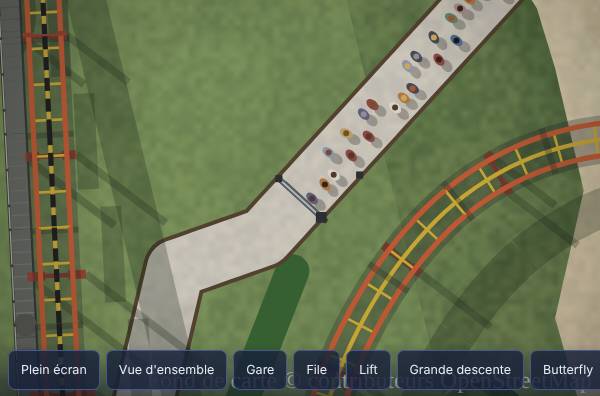 Plein écran Vue d'ensemble Gare File Lift Grande descente Butterfly
Fond de carte © contributeurs OpenStreetMap